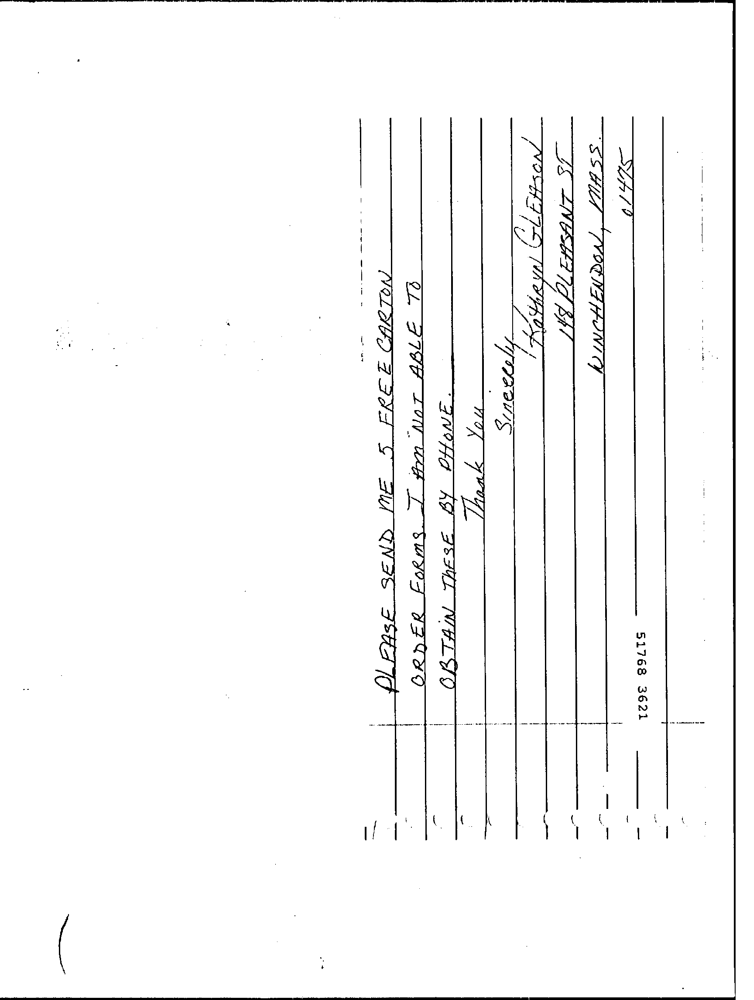 PLEASE SEND ME 5 FREE CARTON
ORDER FORMS. I AM NOT ABLE TO
OBTAIN THESE BY PHONE.
Thank You
Sincerely
Kathryn GLEASON
148 PLEASANT ST
WINCHENDON, MASS.
01475
51768 3621